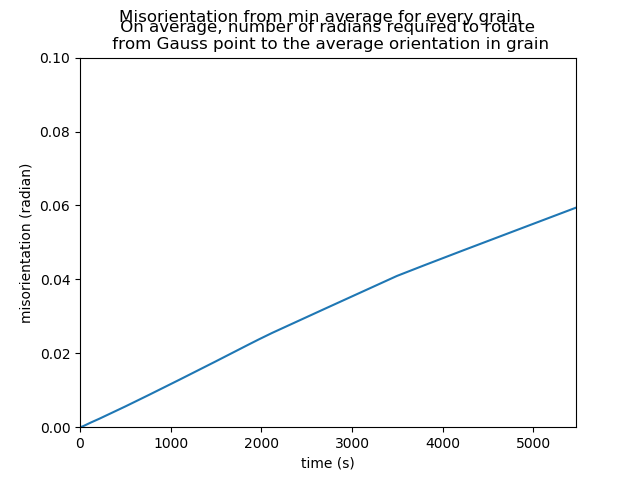 Misorientation from min average for every grain
On average, number of radians required to rotate
from Gauss point to the average orientation in grain
0.10
0.08
0.06
0.04
0.02
0.00
misorientation (radian)
0 1000 2000 3000 4000 5000
time (s)